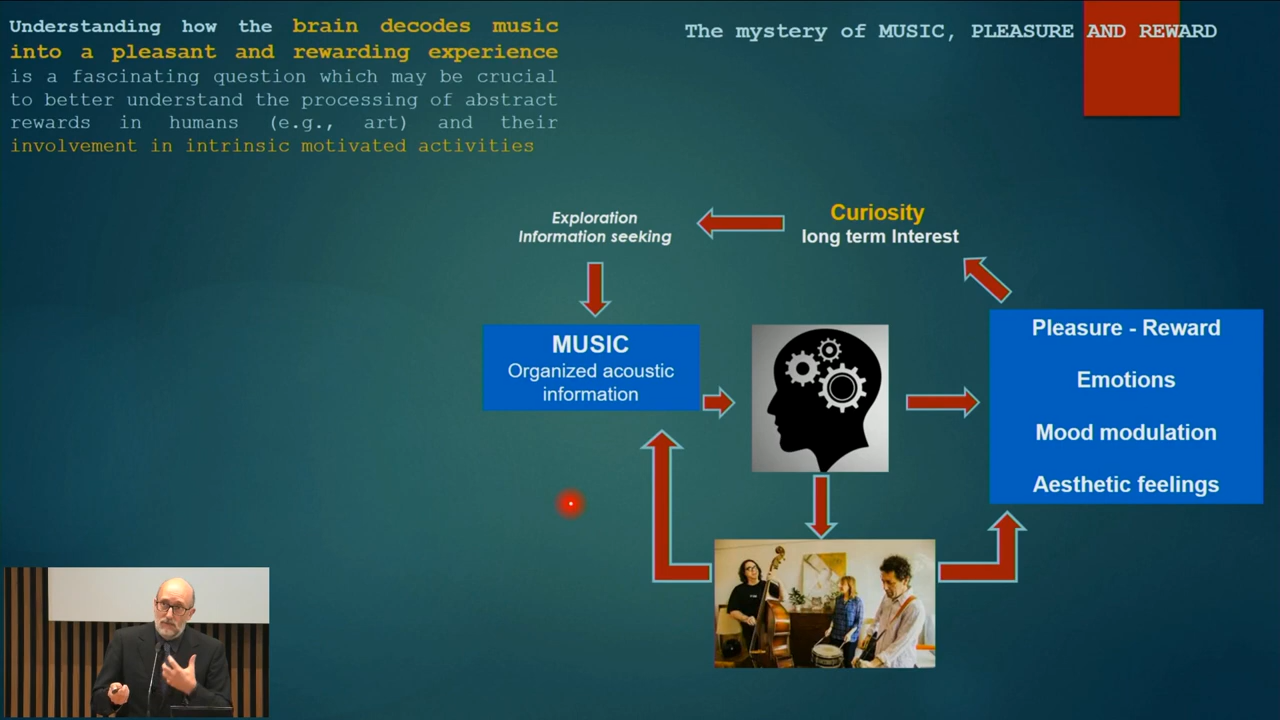 Understanding how the brain decodes music
into a pleasant and rewarding experience
is a fascinating question which may be crucial
to better understand the processing of abstract
rewards in humans (e.g., art) and their
involvement in intrinsic motivated activities
The mystery of MUSIC, PLEASURE AND REWARD
Exploration
Information seeking
Curiosity
long term Interest
MUSIC
Organized acoustic
information
Pleasure - Reward
Emotions
Mood modulation
Aesthetic feelings